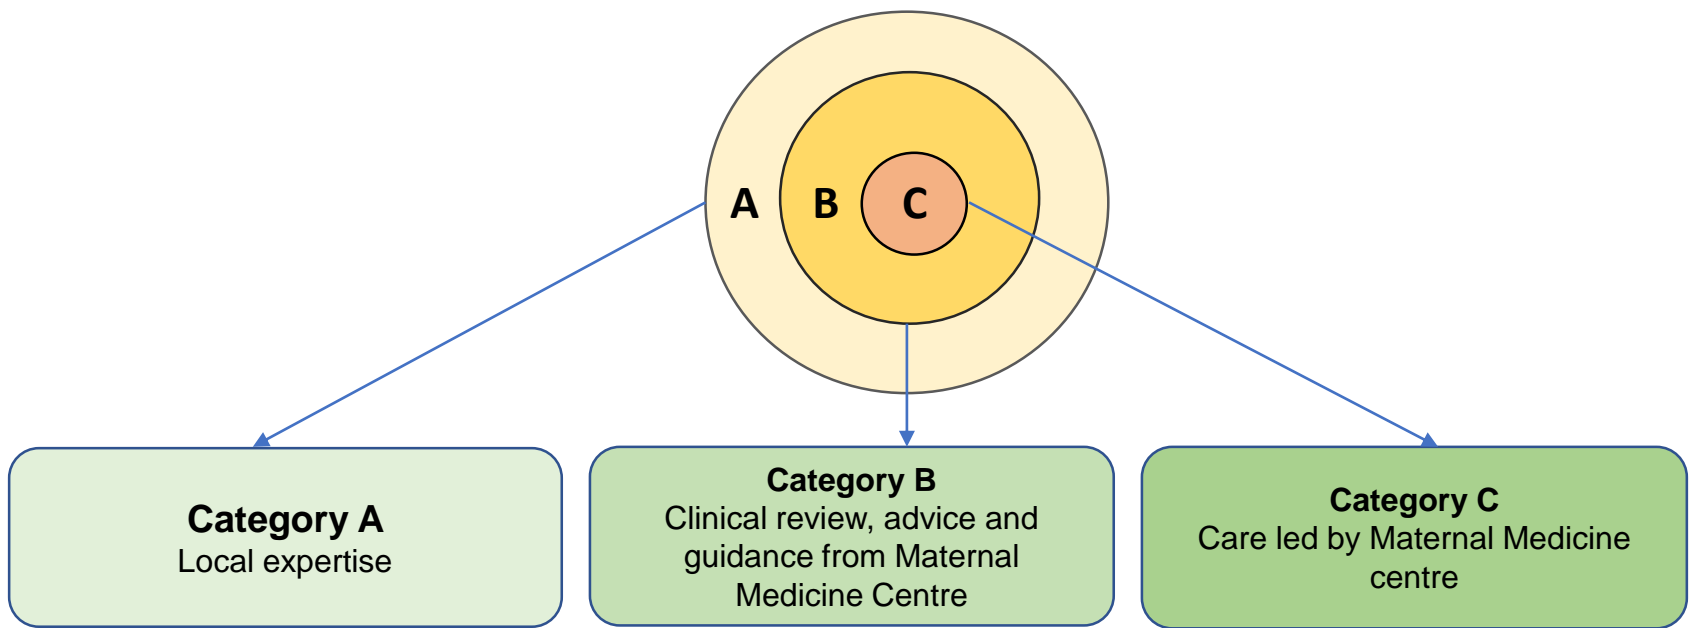 A
B
C
Category A
Local expertise
Category B
Clinical review, advice and
guidance from Maternal
Medicine Centre
Category C
Care led by Maternal Medicine
centre